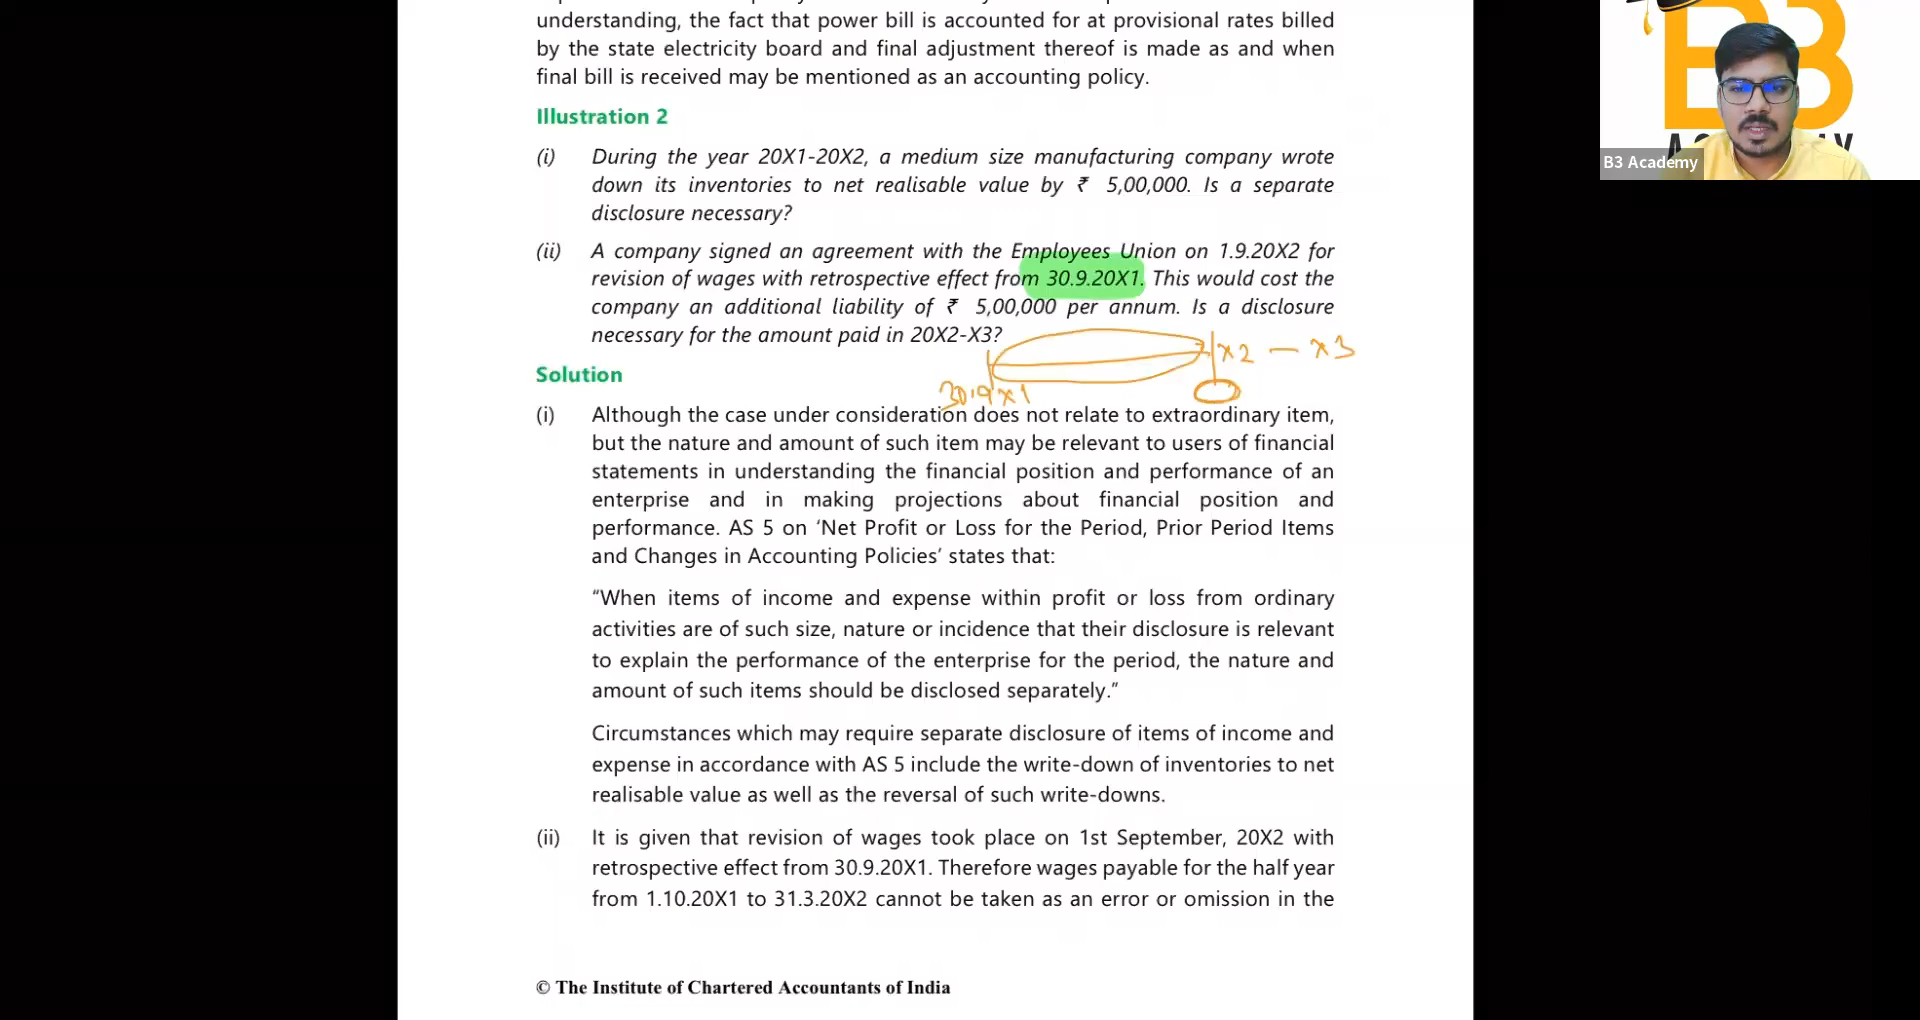 understanding, the fact that power bill is accounted for at provisional rates billed
by the state electricity board and final adjustment thereof is made as and when
final bill is received may be mentioned as an accounting policy.
Illustration 2
(i) During the year 20X1-20X2, a medium size manufacturing company wrote
down its inventories to net realisable value by ₹ 5,00,000. Is a separate
disclosure necessary?
(ii) A company signed an agreement with the Employees Union on 1.9.20X2 for
revision of wages with retrospective effect from 30.9.20X1. This would cost the
company an additional liability of ₹ 5,00,000 per annum. Is a disclosure
necessary for the amount paid in 20X2-X3?
x2 – x3
30.9 x1
Solution
(i) Although the case under consideration does not relate to extraordinary item,
but the nature and amount of such item may be relevant to users of financial
statements in understanding the financial position and performance of an
enterprise and in making projections about financial position and
performance. AS 5 on ‘Net Profit or Loss for the Period, Prior Period Items
and Changes in Accounting Policies’ states that:
“When items of income and expense within profit or loss from ordinary
activities are of such size, nature or incidence that their disclosure is relevant
to explain the performance of the enterprise for the period, the nature and
amount of such items should be disclosed separately.”
Circumstances which may require separate disclosure of items of income and
expense in accordance with AS 5 include the write-down of inventories to net
realisable value as well as the reversal of such write-downs.
(ii) It is given that revision of wages took place on 1st September, 20X2 with
retrospective effect from 30.9.20X1. Therefore wages payable for the half year
from 1.10.20X1 to 31.3.20X2 cannot be taken as an error or omission in the
© The Institute of Chartered Accountants of India
B3
B3 Academy